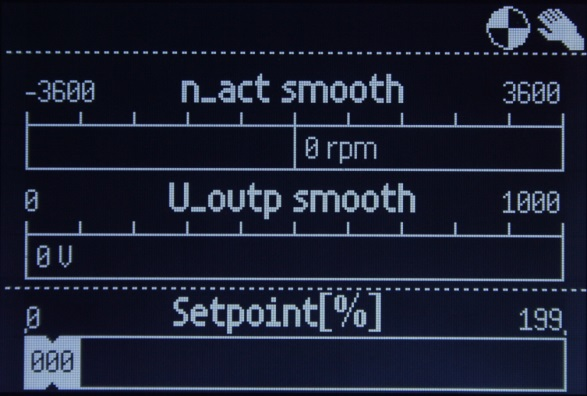 -3600 n_act smooth 3600
0 rpm
0 U_outp smooth 1000
0 V
0 Setpoint[%] 199
000